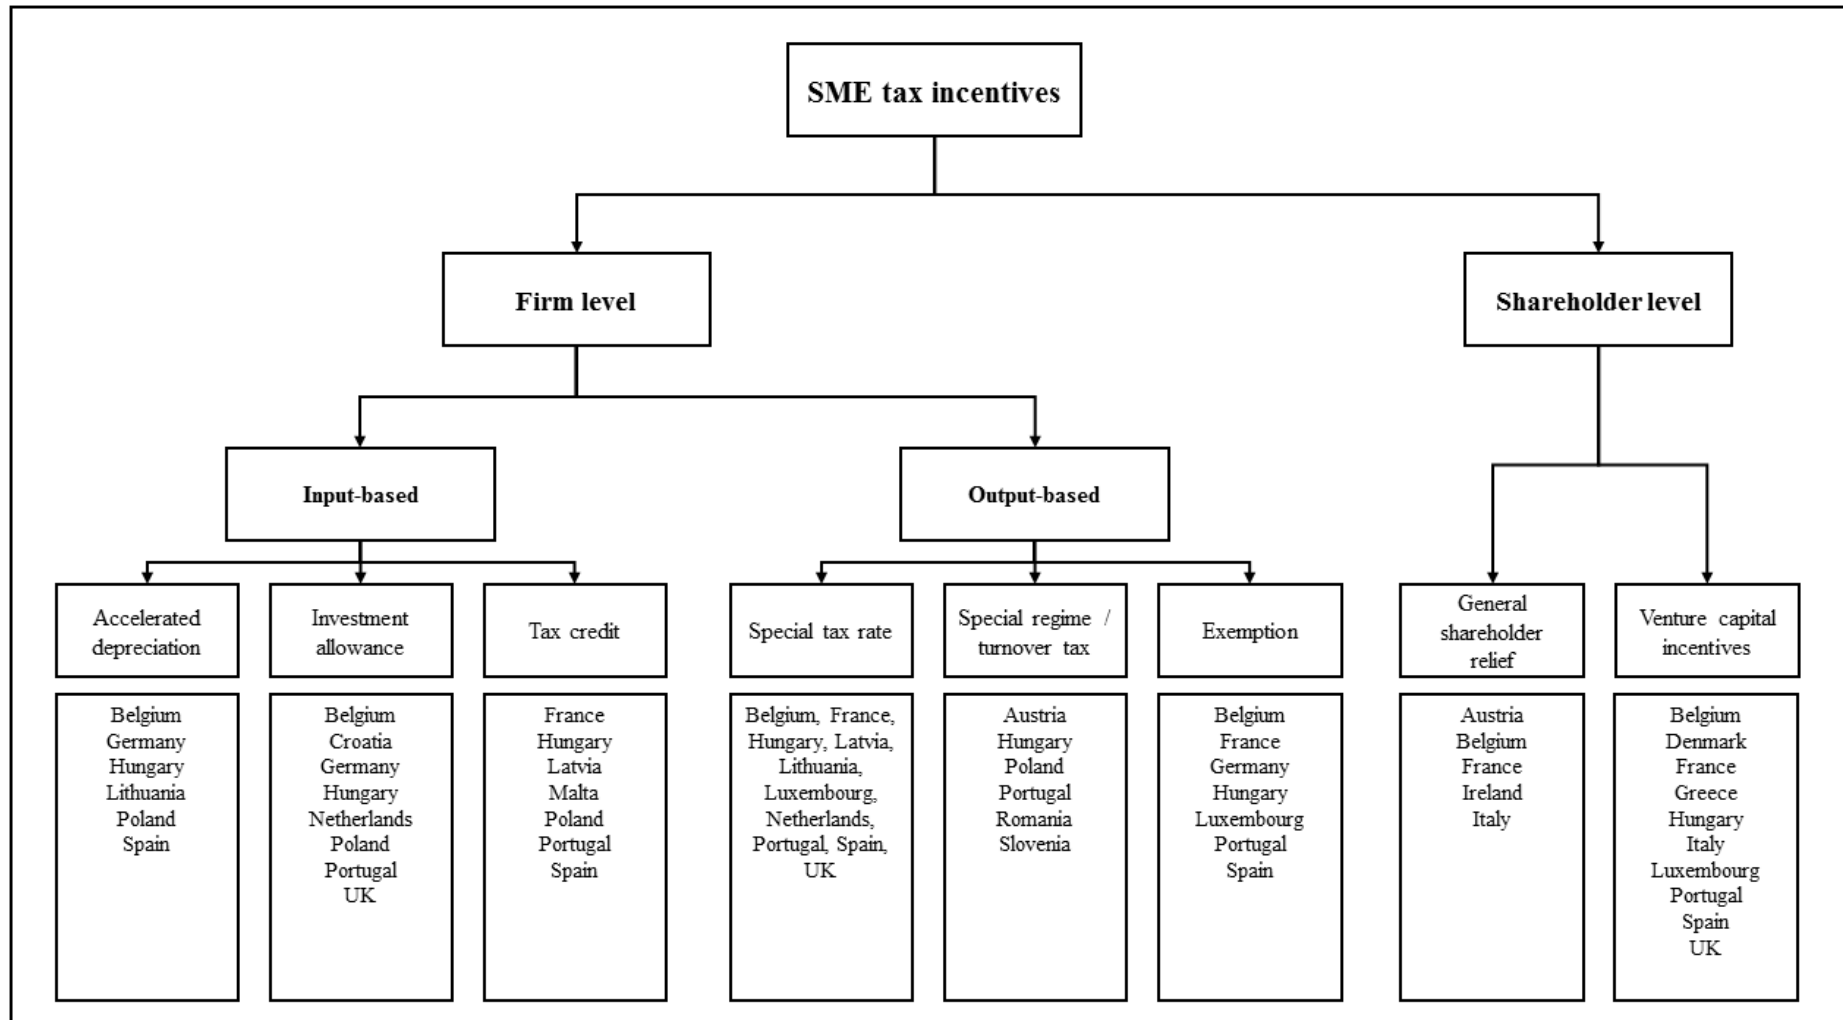 SME tax incentives
Firm level
Shareholder level
Input-based
Output-based
Accelerated
depreciation
Investment
allowance
Tax credit
Special tax rate
Special regime /
turnover tax
Exemption
General
shareholder
relief
Venture capital
incentives
Belgium
Germany
Hungary
Lithuania
Poland
Spain
Belgium
Croatia
Germany
Hungary
Netherlands
Poland
Portugal
UK
France
Hungary
Latvia
Malta
Poland
Portugal
Spain
Belgium, France,
Hungary, Latvia,
Lithuania,
Luxembourg,
Netherlands,
Portugal, Spain,
UK
Austria
Hungary
Poland
Portugal
Romania
Slovenia
Belgium
France
Germany
Hungary
Luxembourg
Portugal
Spain
Austria
Belgium
France
Ireland
Italy
Belgium
Denmark
France
Greece
Hungary
Italy
Luxembourg
Portugal
Spain
UK